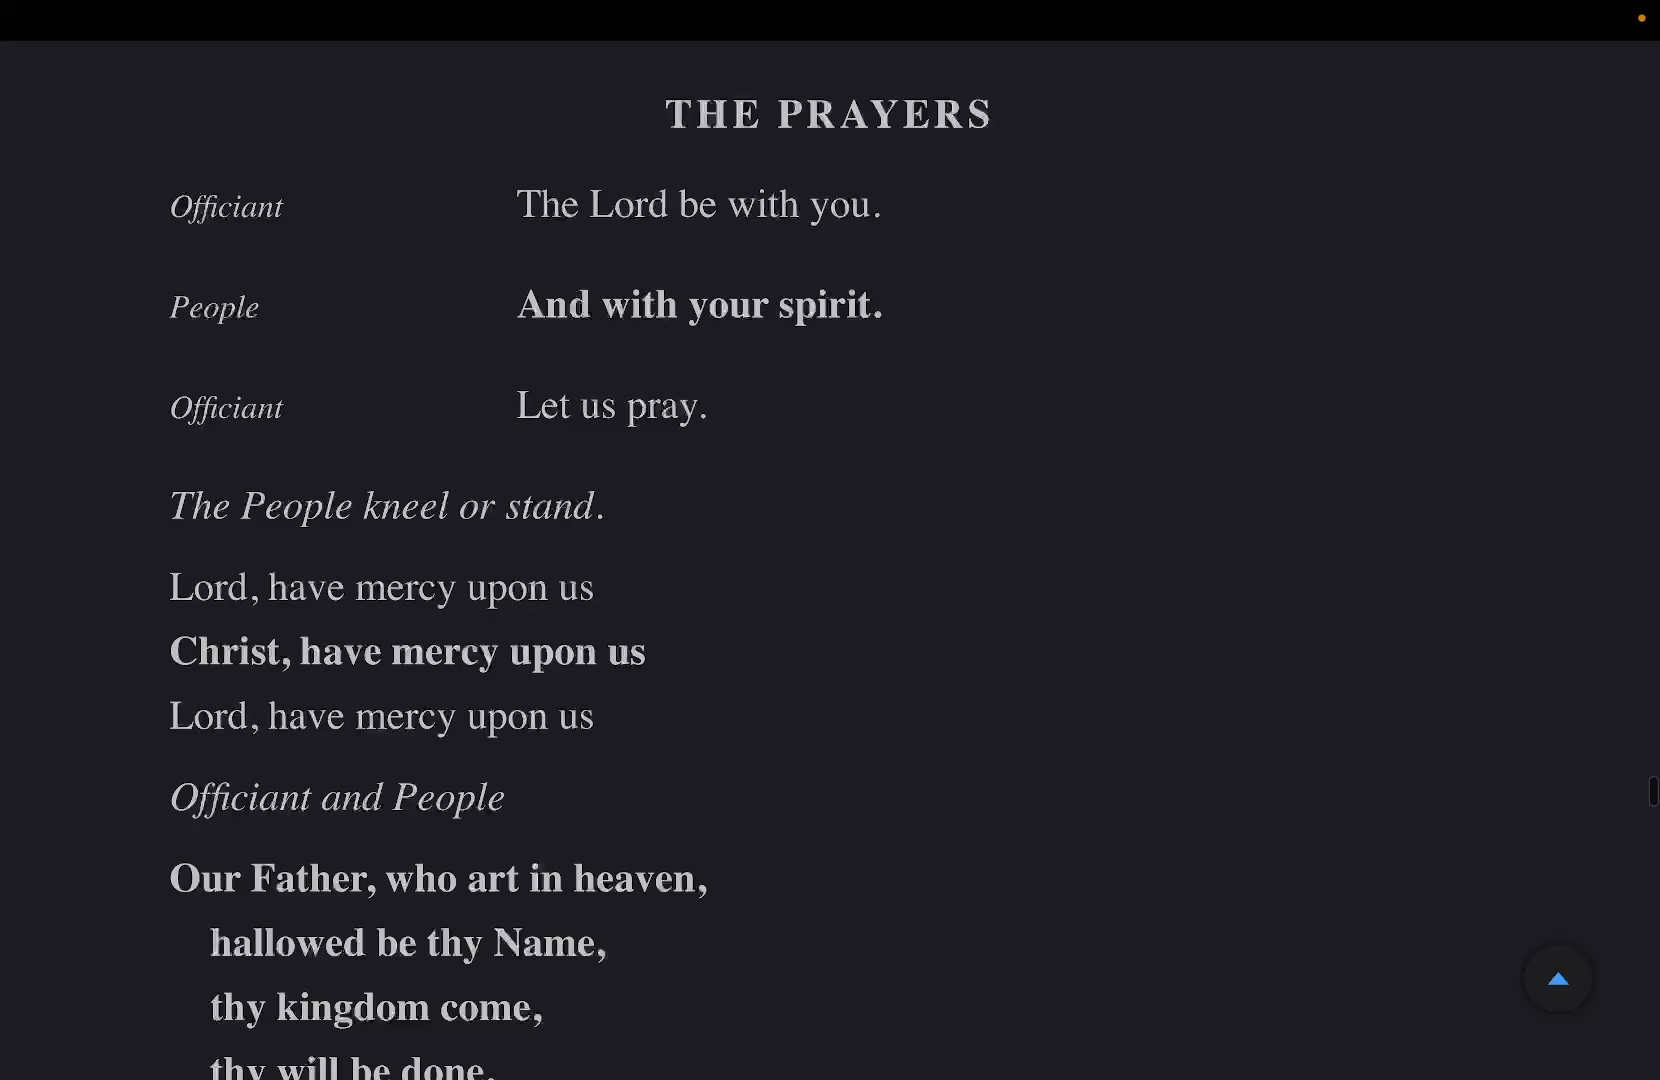 THE PRAYERS
Officiant The Lord be with you.
People And with your spirit.
Officiant Let us pray.
The People kneel or stand.
Lord, have mercy upon us
Christ, have mercy upon us
Lord, have mercy upon us
Officiant and People
Our Father, who art in heaven,
hallowed be thy Name,
thy kingdom come,
thy will be done,